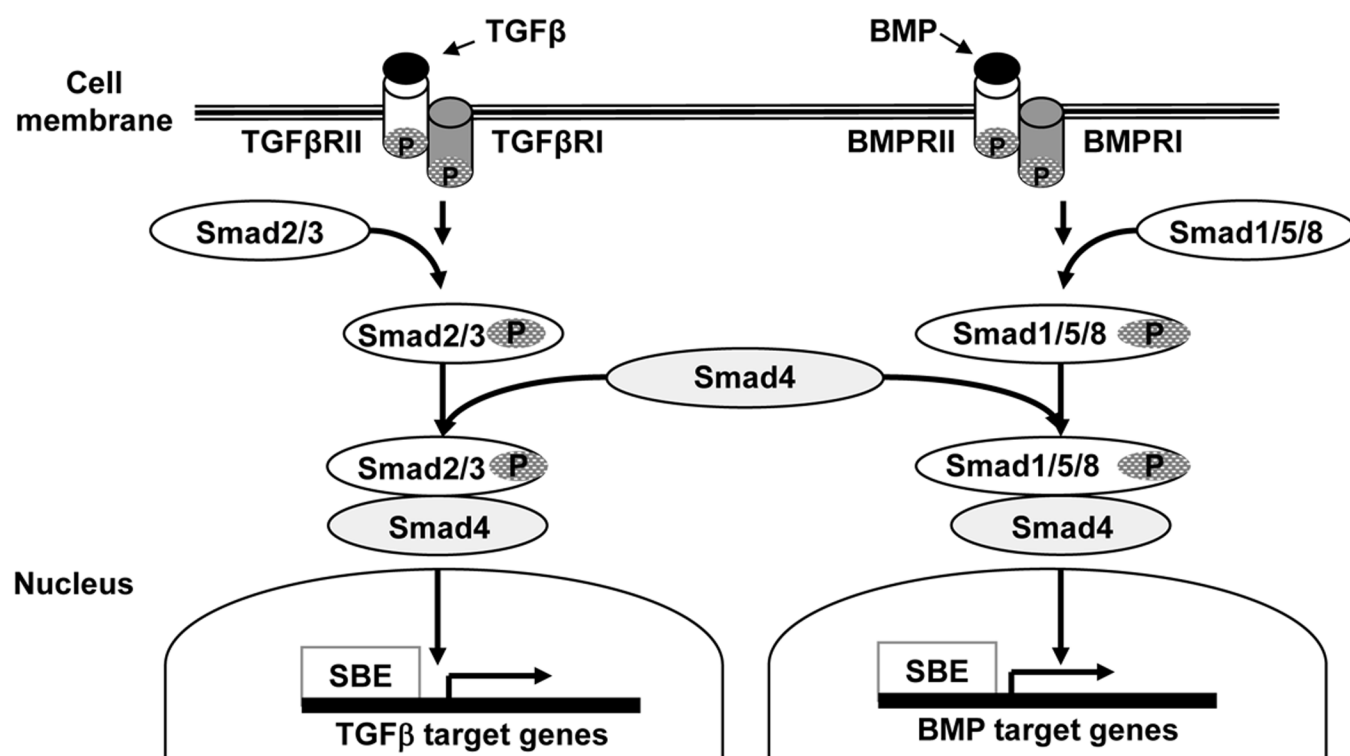 TGFβ
BMP
Cell
membrane
TGFβRII
P
P
TGFβRI
BMPRII
P
P
BMPRI
Smad2/3
Smad1/5/8
Smad2/3 P
Smad1/5/8 P
Smad4
Smad2/3 P
Smad1/5/8 P
Smad4
Smad4
Nucleus
SBE
SBE
TGFβ target genes
BMP target genes